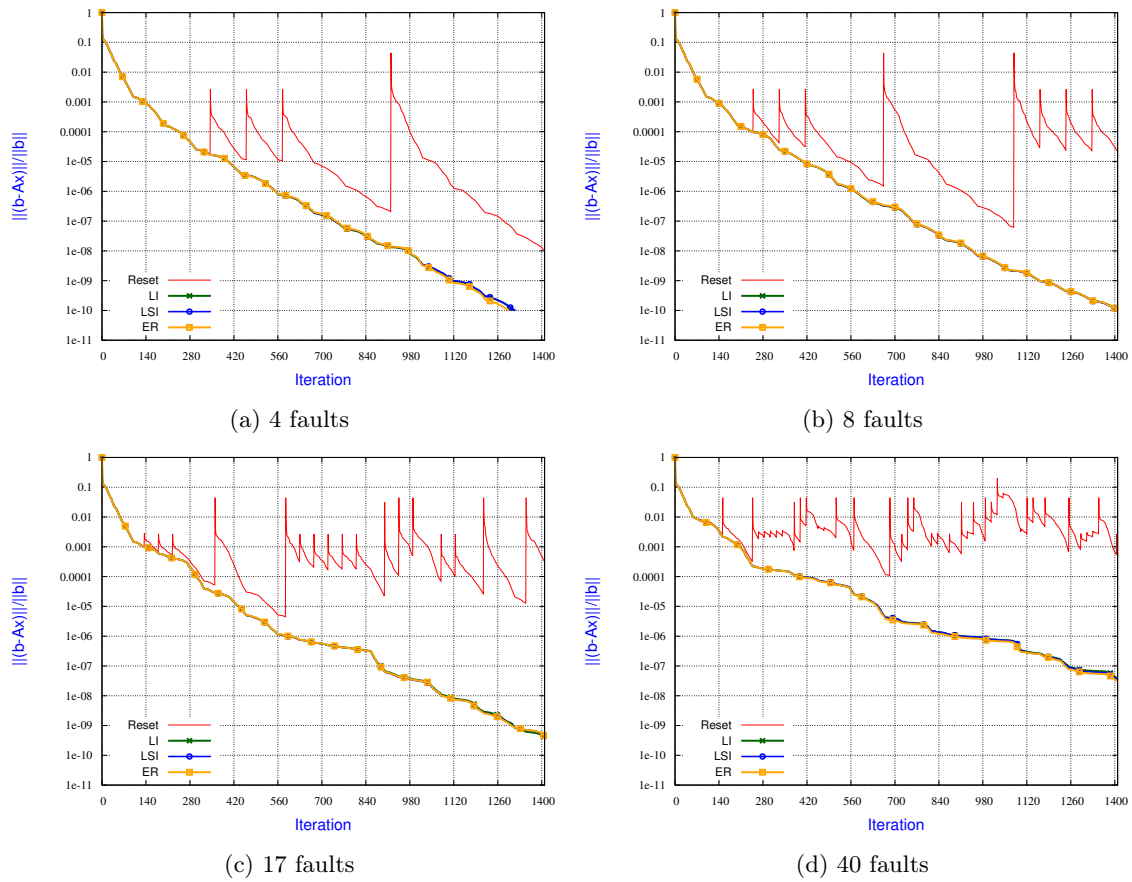 1
0.1
0.01
0.001
0.0001
1e-05
1e-06
1e-07
1e-08
1e-09
1e-10
1e-11
||(b-Ax)||/||b||
Reset
LI
LSI
ER
0 140 280 420 560 700 840 980 1120 1260 1400
Iteration
(a) 4 faults
1
0.1
0.01
0.001
0.0001
1e-05
1e-06
1e-07
1e-08
1e-09
1e-10
1e-11
||(b-Ax)||/||b||
Reset
LI
LSI
ER
0 140 280 420 560 700 840 980 1120 1260 1400
Iteration
(b) 8 faults
1
0.1
0.01
0.001
0.0001
1e-05
1e-06
1e-07
1e-08
1e-09
1e-10
1e-11
||(b-Ax)||/||b||
Reset
LI
LSI
ER
0 140 280 420 560 700 840 980 1120 1260 1400
Iteration
(c) 17 faults
1
0.1
0.01
0.001
0.0001
1e-05
1e-06
1e-07
1e-08
1e-09
1e-10
1e-11
||(b-Ax)||/||b||
Reset
LI
LSI
ER
0 140 280 420 560 700 840 980 1120 1260 1400
Iteration
(d) 40 faults